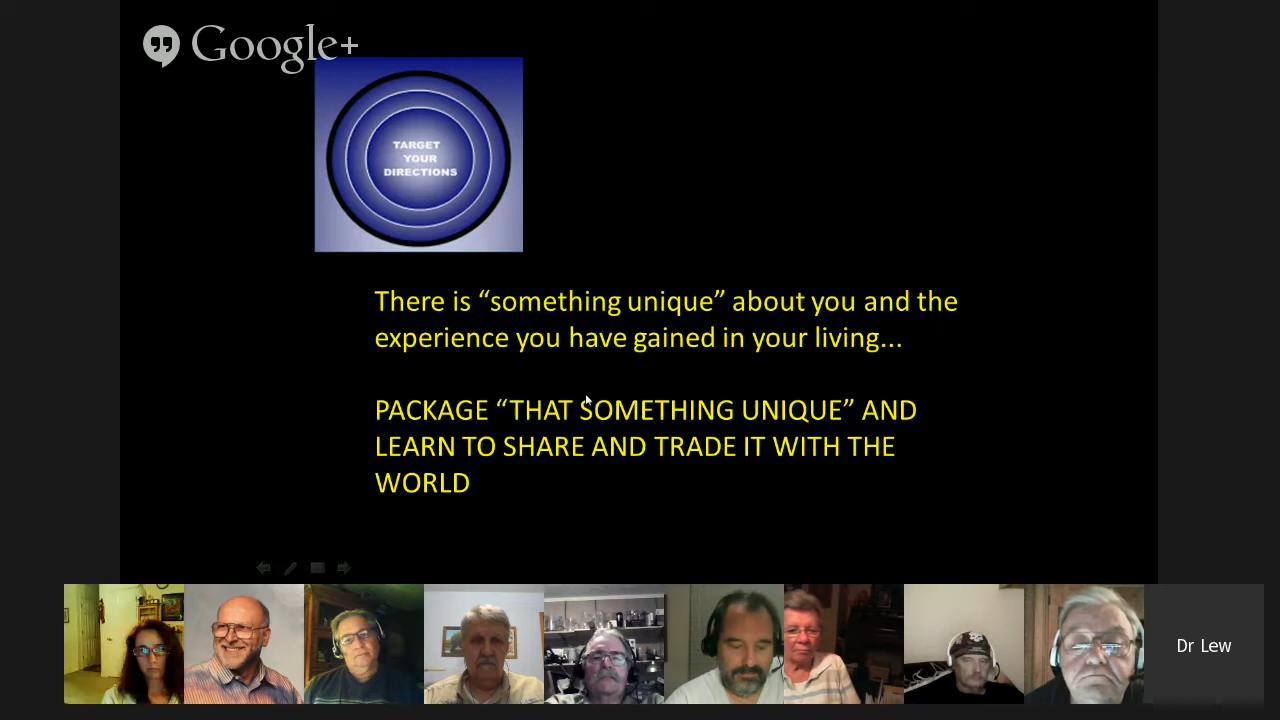 Google+
TARGET
YOUR
DIRECTIONS
There is “something unique” about you and the
experience you have gained in your living...
PACKAGE “THAT SOMETHING UNIQUE” AND
LEARN TO SHARE AND TRADE IT WITH THE
WORLD
Dr Lew